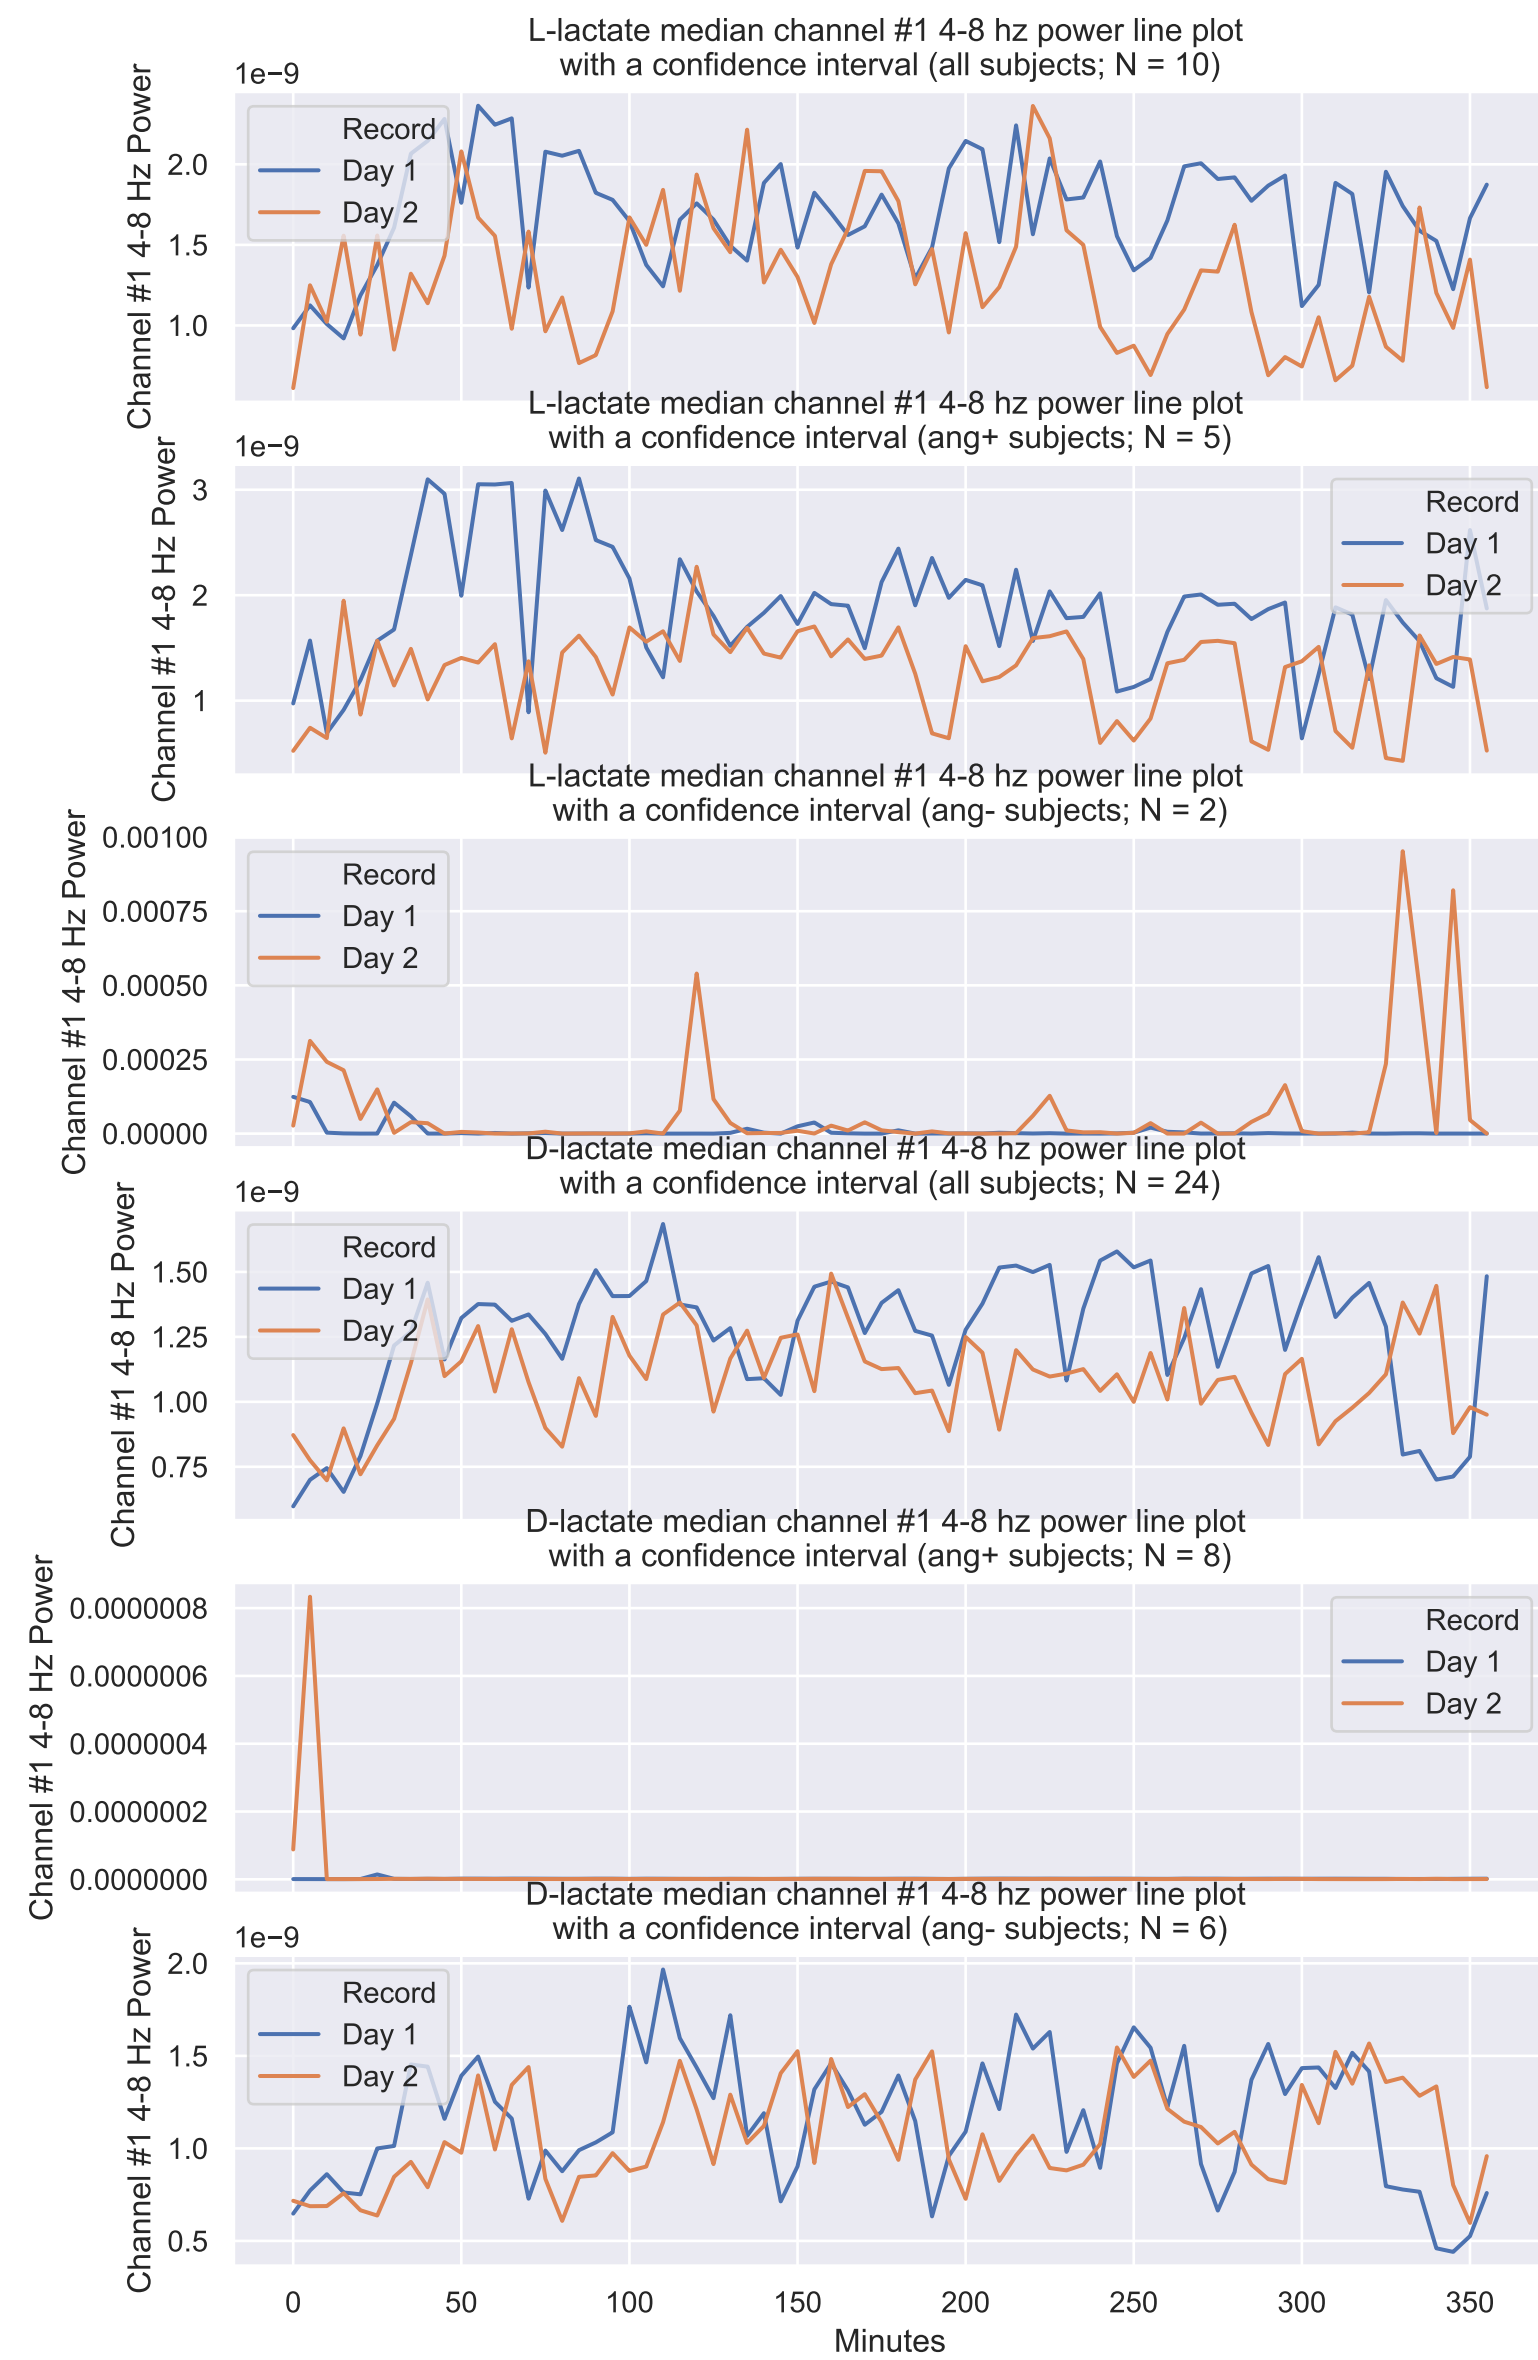 L-lactate median channel #1 4-8 hz power line plot
with a confidence interval (all subjects; N = 10)
1e−9
Channel #1 4-8 Hz Power
2.0
1.5
1.0
Record
Day 1
Day 2
L-lactate median channel #1 4-8 hz power line plot
with a confidence interval (ang+ subjects; N = 5)
1e−9
Channel #1 4-8 Hz Power
3
2
1
Record
Day 1
Day 2
L-lactate median channel #1 4-8 hz power line plot
with a confidence interval (ang- subjects; N = 2)
Channel #1 4-8 Hz Power
0.00100
0.00075
0.00050
0.00025
0.00000
Record
Day 1
Day 2
D-lactate median channel #1 4-8 hz power line plot
with a confidence interval (all subjects; N = 24)
1e−9
Channel #1 4-8 Hz Power
1.50
1.25
1.00
0.75
Record
Day 1
Day 2
D-lactate median channel #1 4-8 hz power line plot
with a confidence interval (ang+ subjects; N = 8)
Channel #1 4-8 Hz Power
0.0000008
0.0000006
0.0000004
0.0000002
0.0000000
Record
Day 1
Day 2
D-lactate median channel #1 4-8 hz power line plot
with a confidence interval (ang- subjects; N = 6)
1e−9
Channel #1 4-8 Hz Power
2.0
1.5
1.0
0.5
Record
Day 1
Day 2
0 50 100 150 200 250 300 350
Minutes